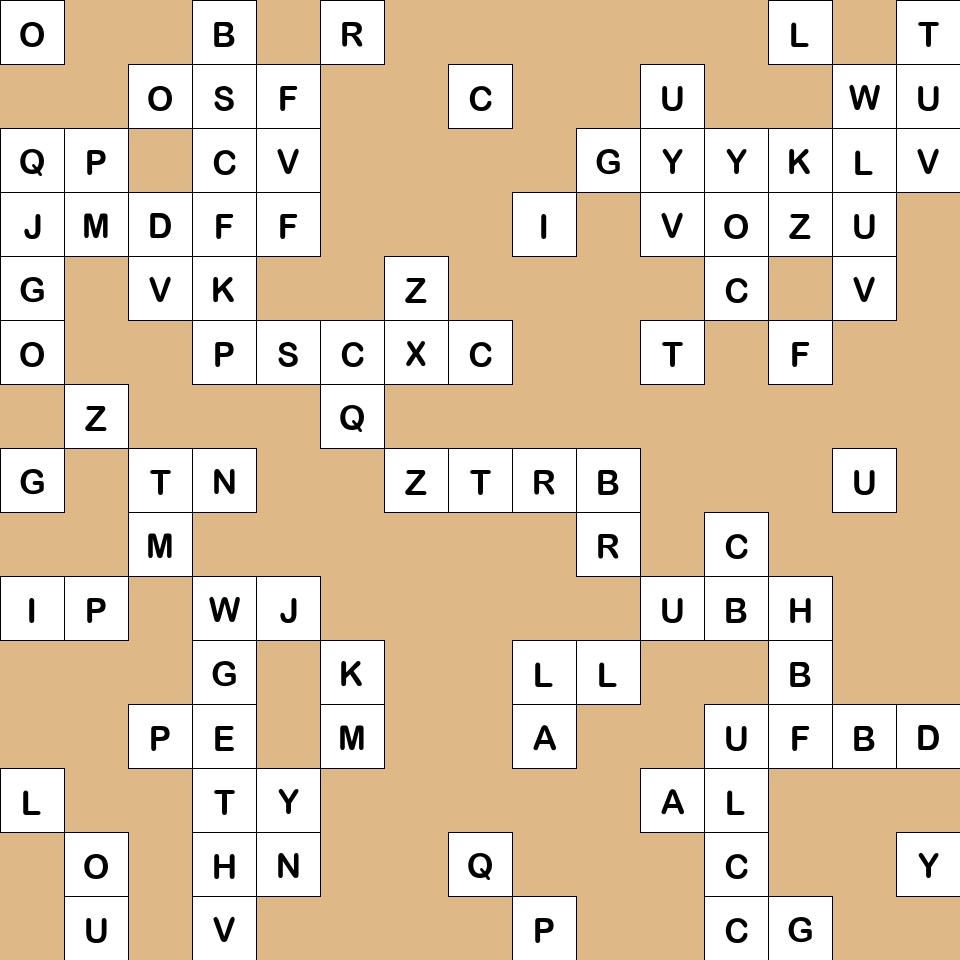 O B R L T
O S F C U W U
Q P C V G Y Y K L V
J M D F F I V O Z U
G V K Z C V
O P S C X C T F
Z Q
G T N Z T R B U
M R C
I P W J U B H
G K L L B
P E M A U F B D
L T Y A L
O H N Q C Y
U V P C G